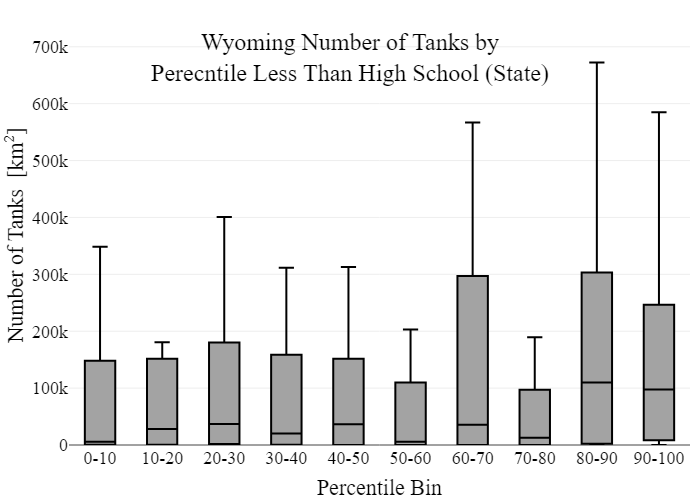 Wyoming Number of Tanks by
Perecntile Less Than High School (State)
Number of Tanks [km²]
700k
600k
500k
400k
300k
200k
100k
0
0-10 10-20 20-30 30-40 40-50 50-60 60-70 70-80 80-90 90-100
Percentile Bin